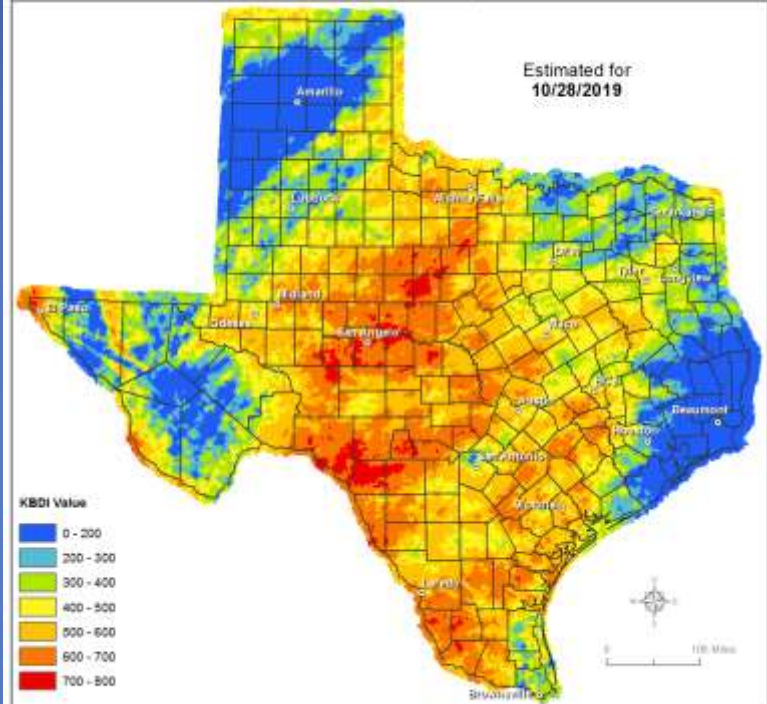 Estimated for
10/28/2019
Amarillo
Lubbock
Wichita Falls
Texarkana
Dallas
Tyler
Longview
El Paso
Midland
Odessa
San Angelo
Waco
Austin
Beaumont
Houston
San Antonio
Victoria
Laredo
Brownsville
KBDI Value
0 - 200
200 - 300
300 - 400
400 - 500
500 - 600
600 - 700
700 - 800
0
100 Miles